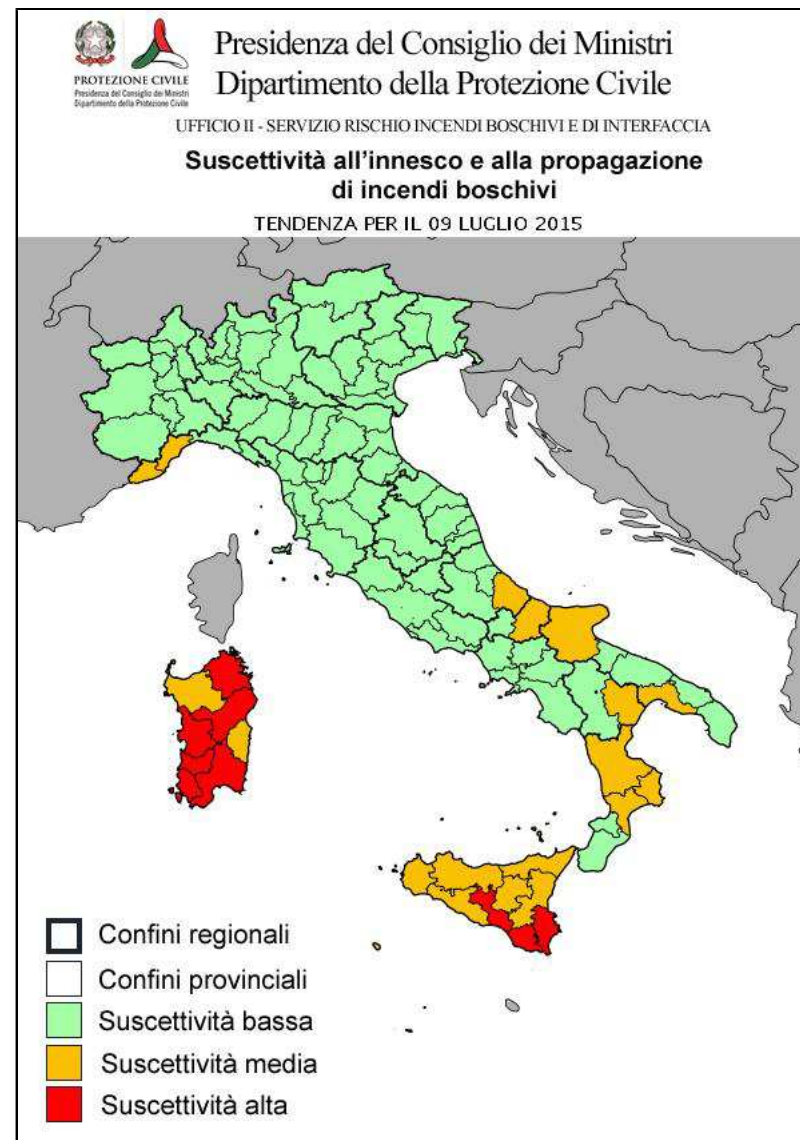 PROTEZIONE CIVILE
Presidenza del Consiglio dei Ministri
Dipartimento della Protezione Civile
Presidenza del Consiglio dei Ministri
Dipartimento della Protezione Civile
UFFICIO II - SERVIZIO RISCHIO INCENDI BOSCHIVI E DI INTERFACCIA
Suscettività all'innesco e alla propagazione
di incendi boschivi
TENDENZA PER IL 09 LUGLIO 2015
Confini regionali
Confini provinciali
Suscettività bassa
Suscettività media
Suscettività alta